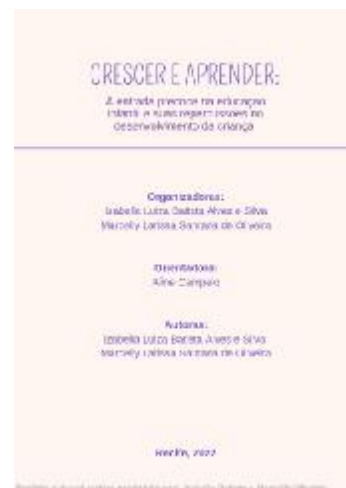 CRESCER E APRENDER:
A entrada precoce na educação
infantil e suas repercussões no
desenvolvimento da criança
Organizadoras:
Izabella Luiza Batista Alves e Silva
Marcelly Larissa Santana de Oliveira
Orientadora:
Aline Campelo
Autoras:
Izabella Luiza Batista Alves e Silva
Marcelly Larissa Santana de Oliveira
Recife, 2022